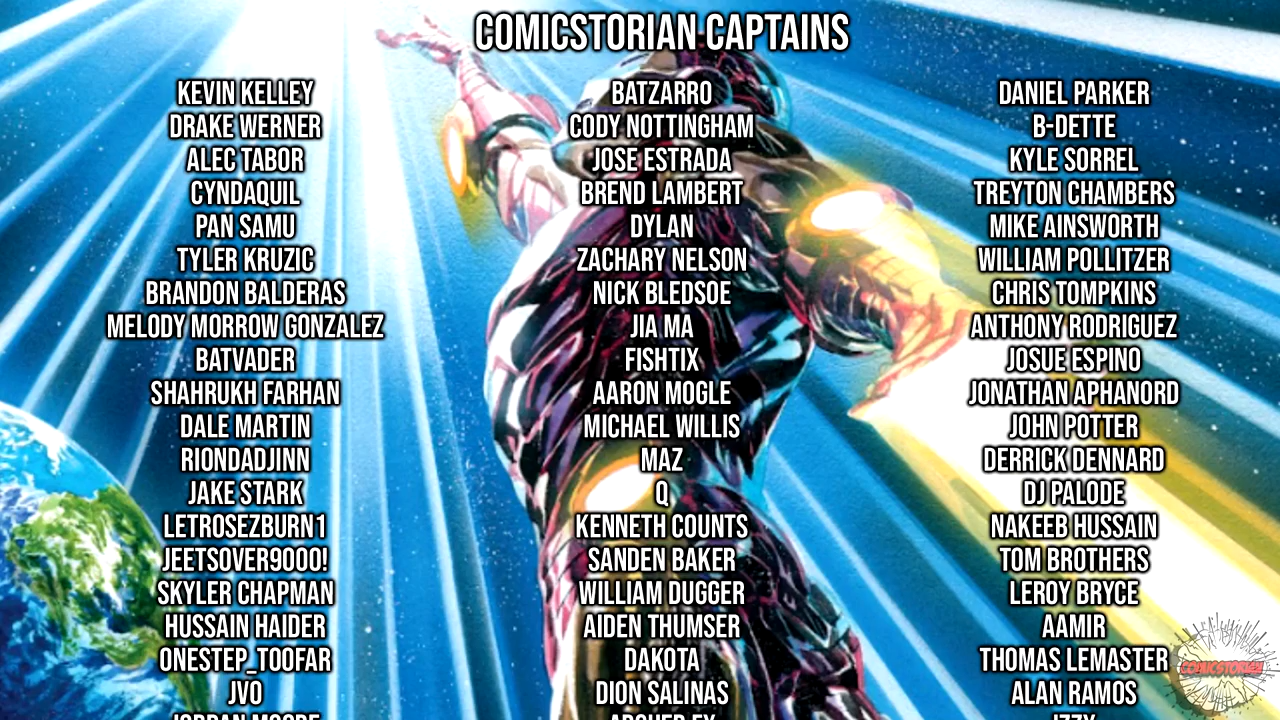 COMICSTORIAN CAPTAINS
KEVIN KELLEY
DRAKE WERNER
ALEC TABOR
CYNDAQUIL
PAN SAMU
TYLER KRUZIC
BRANDON BALDERAS
MELODY MORROW GONZALEZ
BATVADER
SHAHRUKH FARHAN
DALE MARTIN
RIONDADJINN
JAKE STARK
LETROSEZBURN1
JEETSOVER9000!
SKYLER CHAPMAN
HUSSAIN HAIDER
ONESTEP_TOOFAR
JVO
JORDAN MOORE
BATZARRO
CODY NOTTINGHAM
JOSE ESTRADA
BREND LAMBERT
DYLAN
ZACHARY NELSON
NICK BLEDSOE
JIA MA
FISHTIX
AARON MOGLE
MICHAEL WILLIS
MAZ
Q
KENNETH COUNTS
SANDEN BAKER
WILLIAM DUGGER
AIDEN THUMSER
DAKOTA
DION SALINAS
DANIEL PARKER
B-DETTE
KYLE SORREL
TREYTON CHAMBERS
MIKE AINSWORTH
WILLIAM POLLITZER
CHRIS TOMPKINS
ANTHONY RODRIGUEZ
JOSUE ESPINO
JONATHAN APHANORD
JOHN POTTER
DERRICK DENNARD
DJ PALODE
NAKEEB HUSSAIN
TOM BROTHERS
LEROY BRYCE
AAMIR
THOMAS LEMASTER
ALAN RAMOS
IZZY
COMICSTORIAN